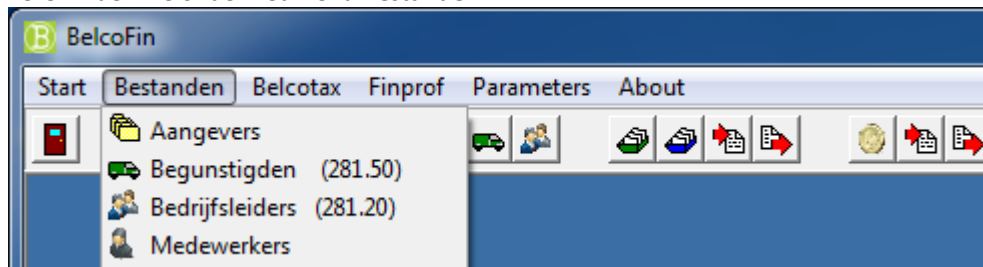 BelcoFin
Start Bestanden Belcotax Finprof Parameters About
Aangevers
Begunstigden (281.50)
Bedrijfsleiders (281.20)
Medewerkers